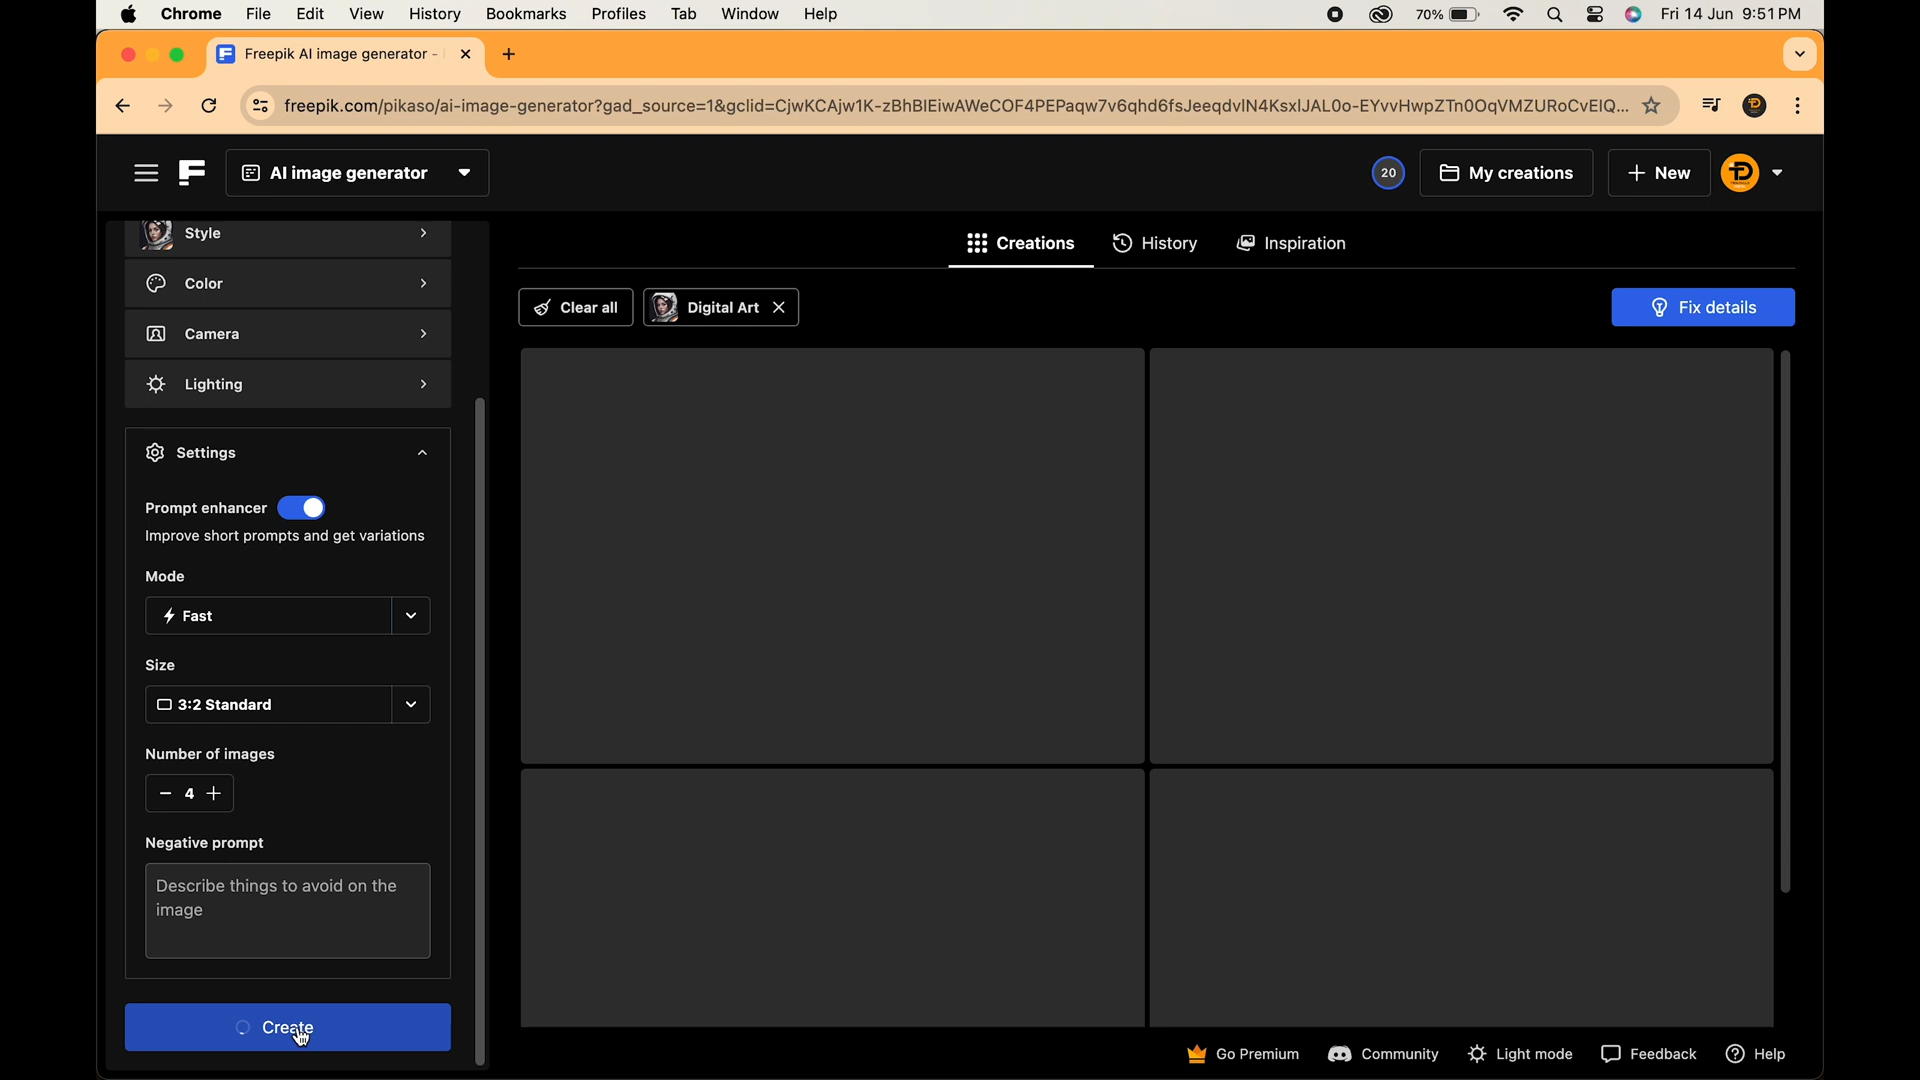 Chrome File Edit View History Bookmarks Profiles Tab Window Help 70% Fri 14 Jun 9:51 PM
Freepik AI image generator -
freepik.com/pikaso/ai-image-generator?gad_source=1&gclid=CjwKCAjw1K-zBhBIEiwAWeCOF4PEPaqw7v6qhd6fsJeeqdvlN4KsxlJAL0o-EYvvHwpZTn0OqVMZURoCvEIQ...
AI image generator 20 My creations New
Style
Color
Camera
Lighting
Creations History Inspiration
Clear all Digital Art Fix details
Settings
Prompt enhancer
Improve short prompts and get variations
Mode
Fast
Size
3:2 Standard
Number of images
4
Negative prompt
Describe things to avoid on the
image
Create
Go Premium Community Light mode Feedback Help